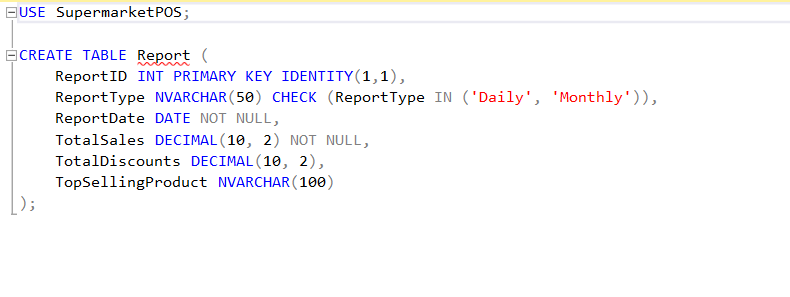 USE SupermarketPOS;
CREATE TABLE Report (
ReportID INT PRIMARY KEY IDENTITY(1,1),
ReportType NVARCHAR(50) CHECK (ReportType IN ('Daily', 'Monthly')),
ReportDate DATE NOT NULL,
TotalSales DECIMAL(10, 2) NOT NULL,
TotalDiscounts DECIMAL(10, 2),
TopSellingProduct NVARCHAR(100)
);